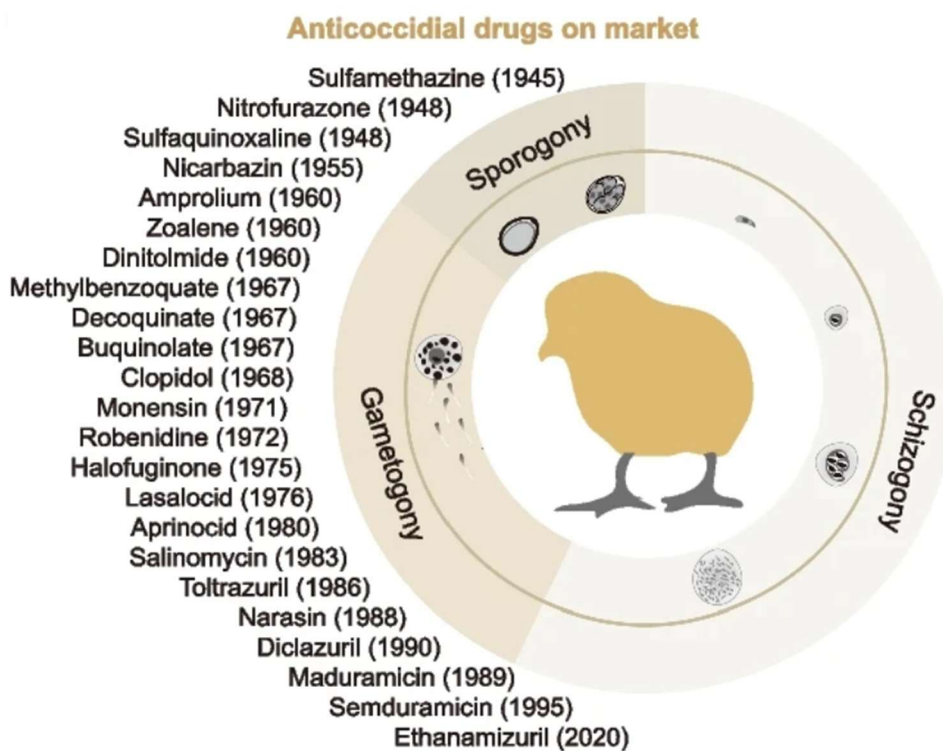 Anticoccidial drugs on market
Sulfamethazine (1945)
Nitrofurazone (1948)
Sulfaquinoxaline (1948)
Nicarbazin (1955)
Amprolium (1960)
Zoalene (1960)
Dinitolmide (1960)
Methylbenzoquate (1967)
Decoquinate (1967)
Buquinolate (1967)
Clopidol (1968)
Monensin (1971)
Robenidine (1972)
Halofuginone (1975)
Lasalocid (1976)
Aprinocid (1980)
Salinomycin (1983)
Toltrazuril (1986)
Narasin (1988)
Diclazuril (1990)
Maduramicin (1989)
Semduramicin (1995)
Ethanamizuril (2020)
Sporogony
Gametogony
Schizogony